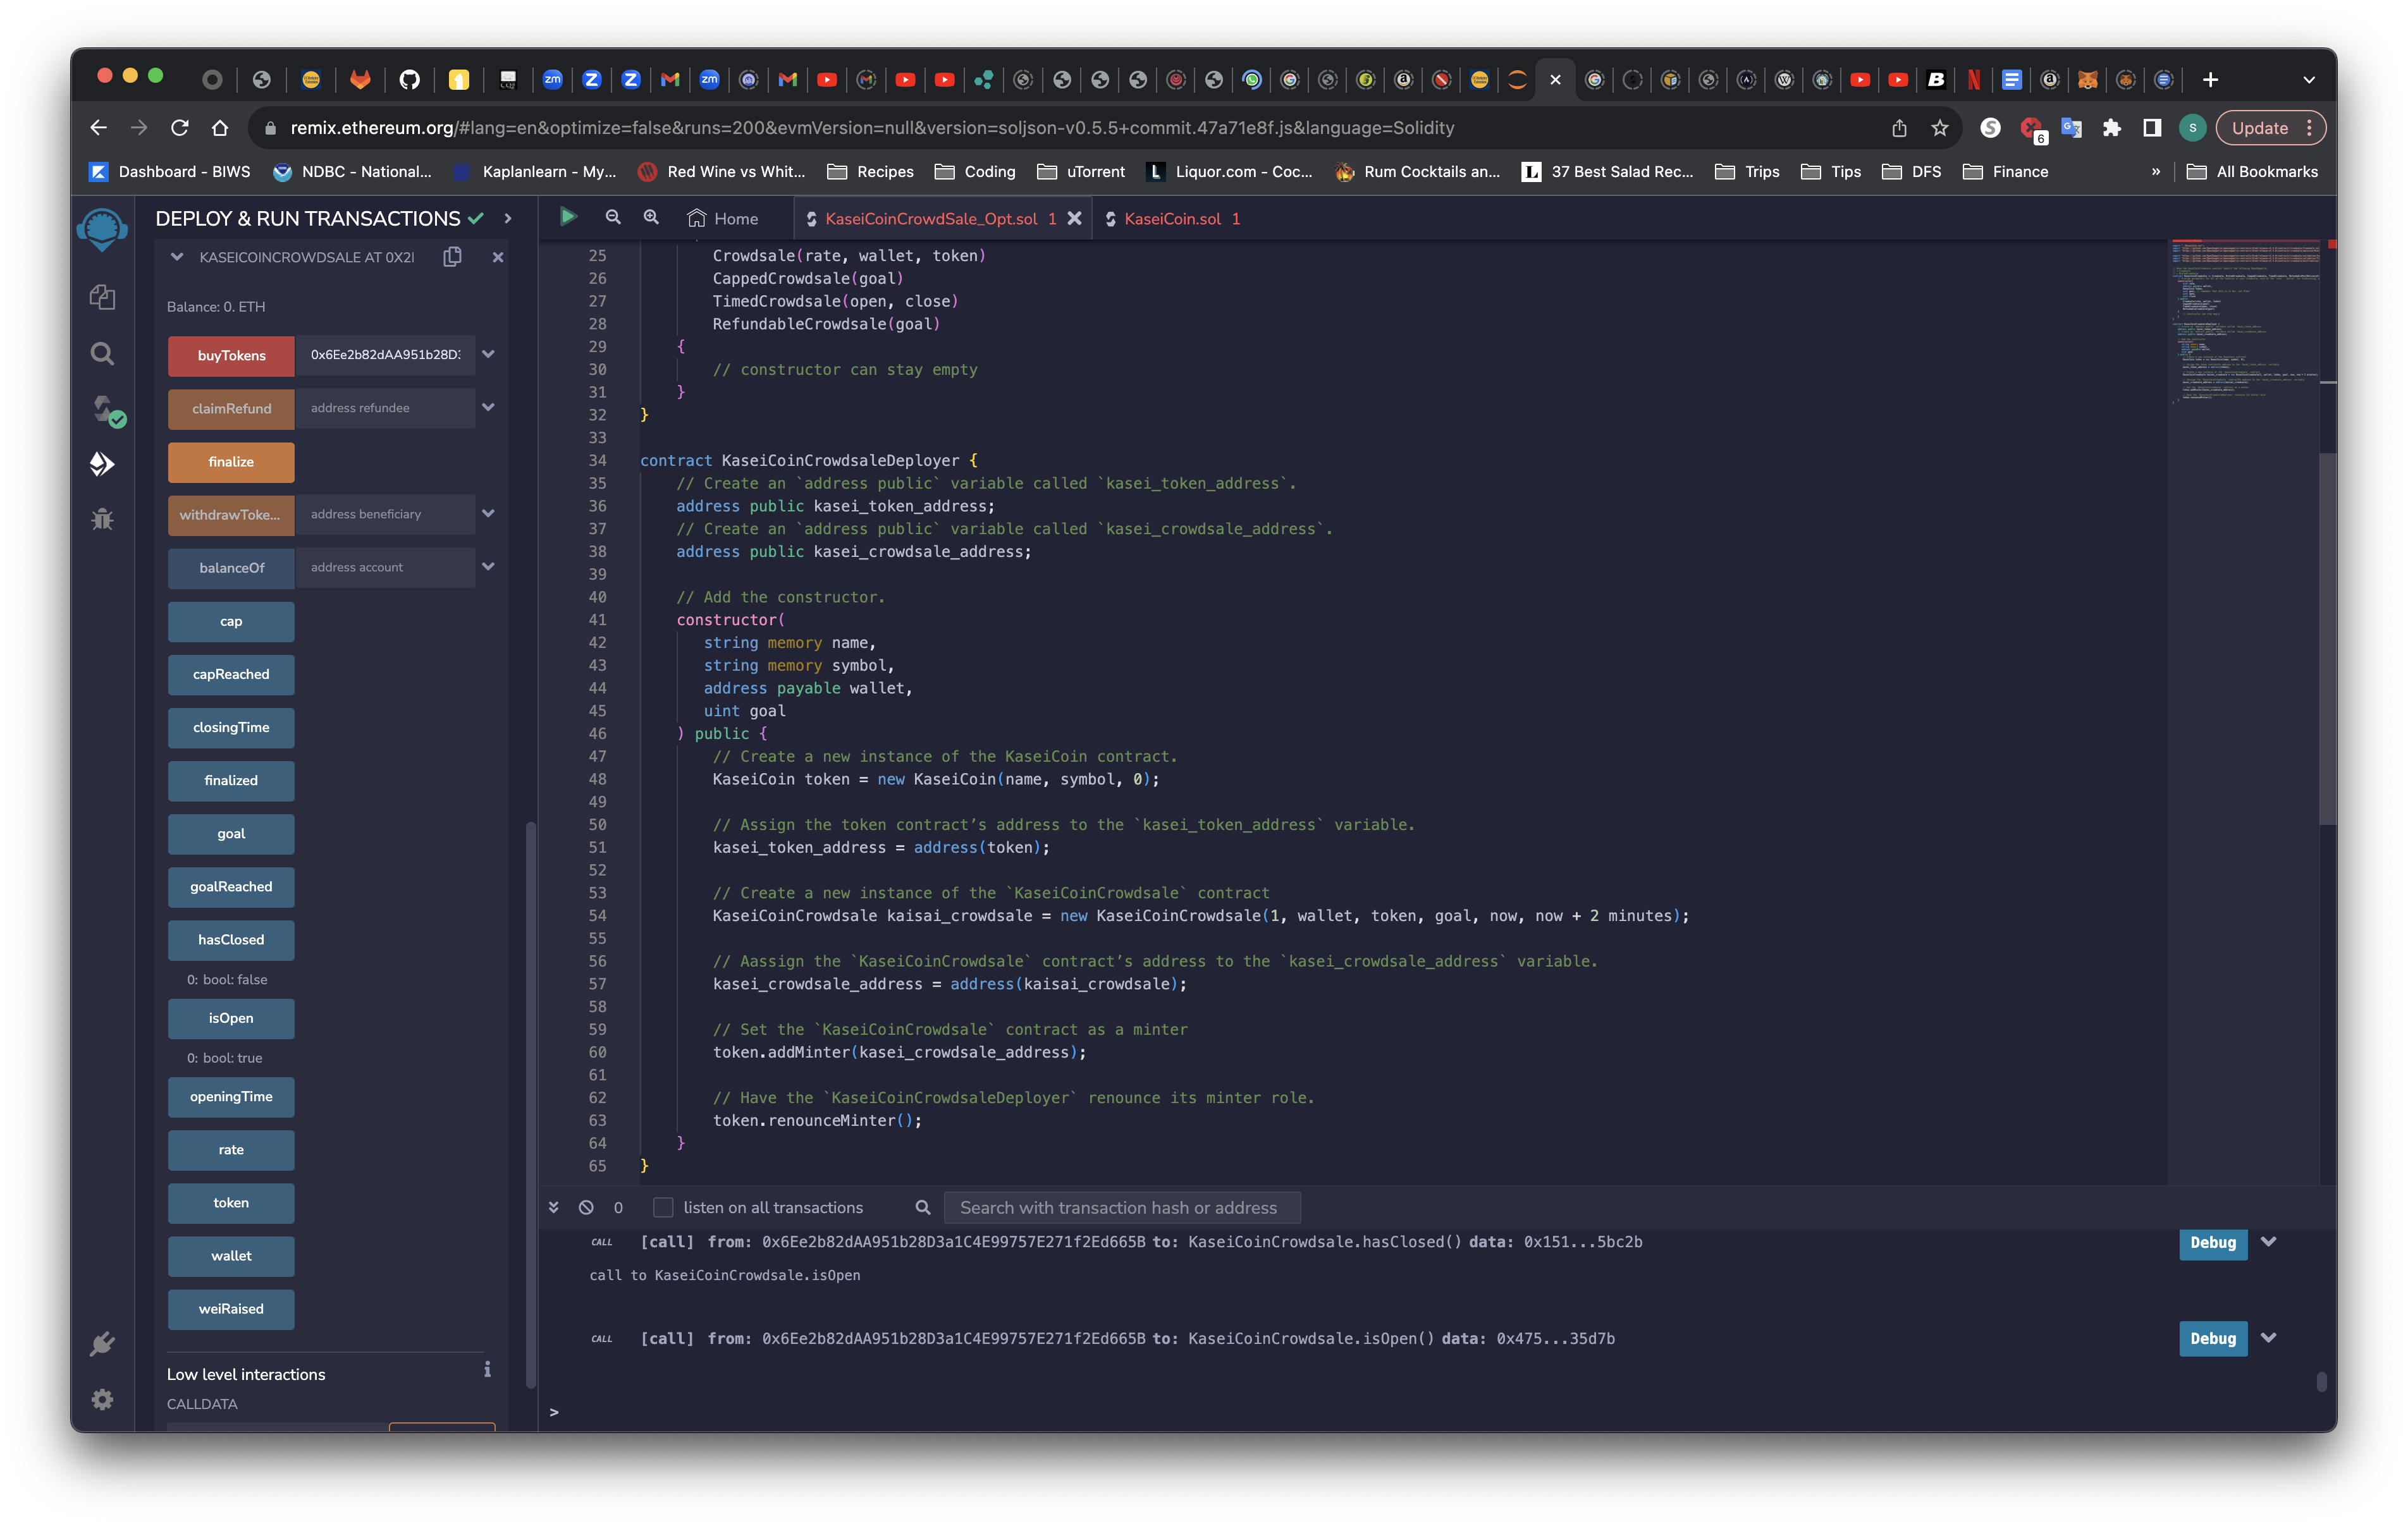 remix.ethereum.org/#lang=en&optimize=false&runs=200&evmVersion=null&version=soljson-v0.5.5+commit.47a71e8f.js&language=Solidity
6
S
Update
Dashboard - BIWS
NDBC - National...
Kaplanlearn - My...
Red Wine vs Whit...
Recipes
Coding
uTorrent
Liquor.com - Coc...
Rum Cocktails an...
37 Best Salad Rec...
Trips
Tips
DFS
Finance
»
All Bookmarks
DEPLOY & RUN TRANSACTIONS
KASEICOINCROWDSALE AT 0X2I
Balance: 0. ETH
buyTokens 0x6Ee2b82dAA951b28D:
claimRefund address refundee
finalize
withdrawToke... address beneficiary
balanceOf address account
cap
capReached
closingTime
finalized
goal
goalReached
hasClosed
0: bool: false
isOpen
0: bool: true
openingTime
rate
token
wallet
weiRaised
Low level interactions
CALLDATA
Home
KaseiCoinCrowdSale_Opt.sol 1
KaseiCoin.sol 1
25 Crowdsale(rate, wallet, token)
26 CappedCrowdsale(goal)
27 TimedCrowdsale(open, close)
28 RefundableCrowdsale(goal)
29 {
30 // constructor can stay empty
31 }
32 }
33
34 contract KaseiCoinCrowdsaleDeployer {
35 // Create an `address public` variable called `kasei_token_address`.
36 address public kasei_token_address;
37 // Create an `address public` variable called `kasei_crowdsale_address`.
38 address public kasei_crowdsale_address;
39
40 // Add the constructor.
41 constructor(
42 string memory name,
43 string memory symbol,
44 address payable wallet,
45 uint goal
46 ) public {
47 // Create a new instance of the KaseiCoin contract.
48 KaseiCoin token = new KaseiCoin(name, symbol, 0);
49
50 // Assign the token contract’s address to the `kasei_token_address` variable.
51 kasei_token_address = address(token);
52
53 // Create a new instance of the `KaseiCoinCrowdsale` contract
54 KaseiCoinCrowdsale kaisai_crowdsale = new KaseiCoinCrowdsale(1, wallet, token, goal, now, now + 2 minutes);
55
56 // Aassign the `KaseiCoinCrowdsale` contract’s address to the `kasei_crowdsale_address` variable.
57 kasei_crowdsale_address = address(kaisai_crowdsale);
58
59 // Set the `KaseiCoinCrowdsale` contract as a minter
60 token.addMinter(kasei_crowdsale_address);
61
62 // Have the `KaseiCoinCrowdsaleDeployer` renounce its minter role.
63 token.renounceMinter();
64 }
65 }
0 listen on all transactions Search with transaction hash or address
CALL [call] from: 0x6Ee2b82dAA951b28D3a1C4E99757E271f2Ed665B to: KaseiCoinCrowdsale.hasClosed() data: 0x151...5bc2b Debug
call to KaseiCoinCrowdsale.isOpen
CALL [call] from: 0x6Ee2b82dAA951b28D3a1C4E99757E271f2Ed665B to: KaseiCoinCrowdsale.isOpen() data: 0x475...35d7b Debug
>